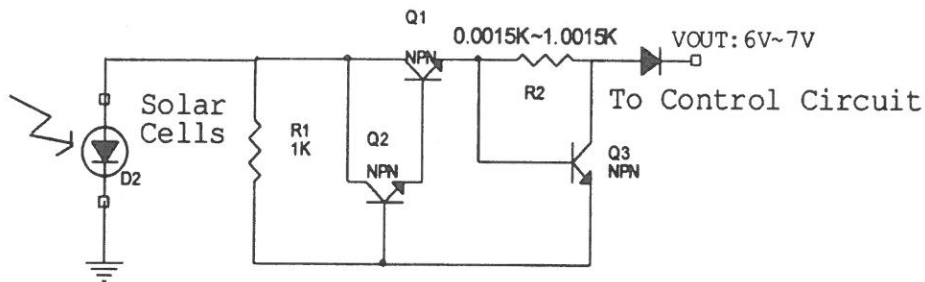 Q1
0.0015K~1.0015K
VOUT:6V~7V
NPN
R2
To Control Circuit
Solar
Cells
R1
1K
Q2
NPN
Q3
NPN
D2